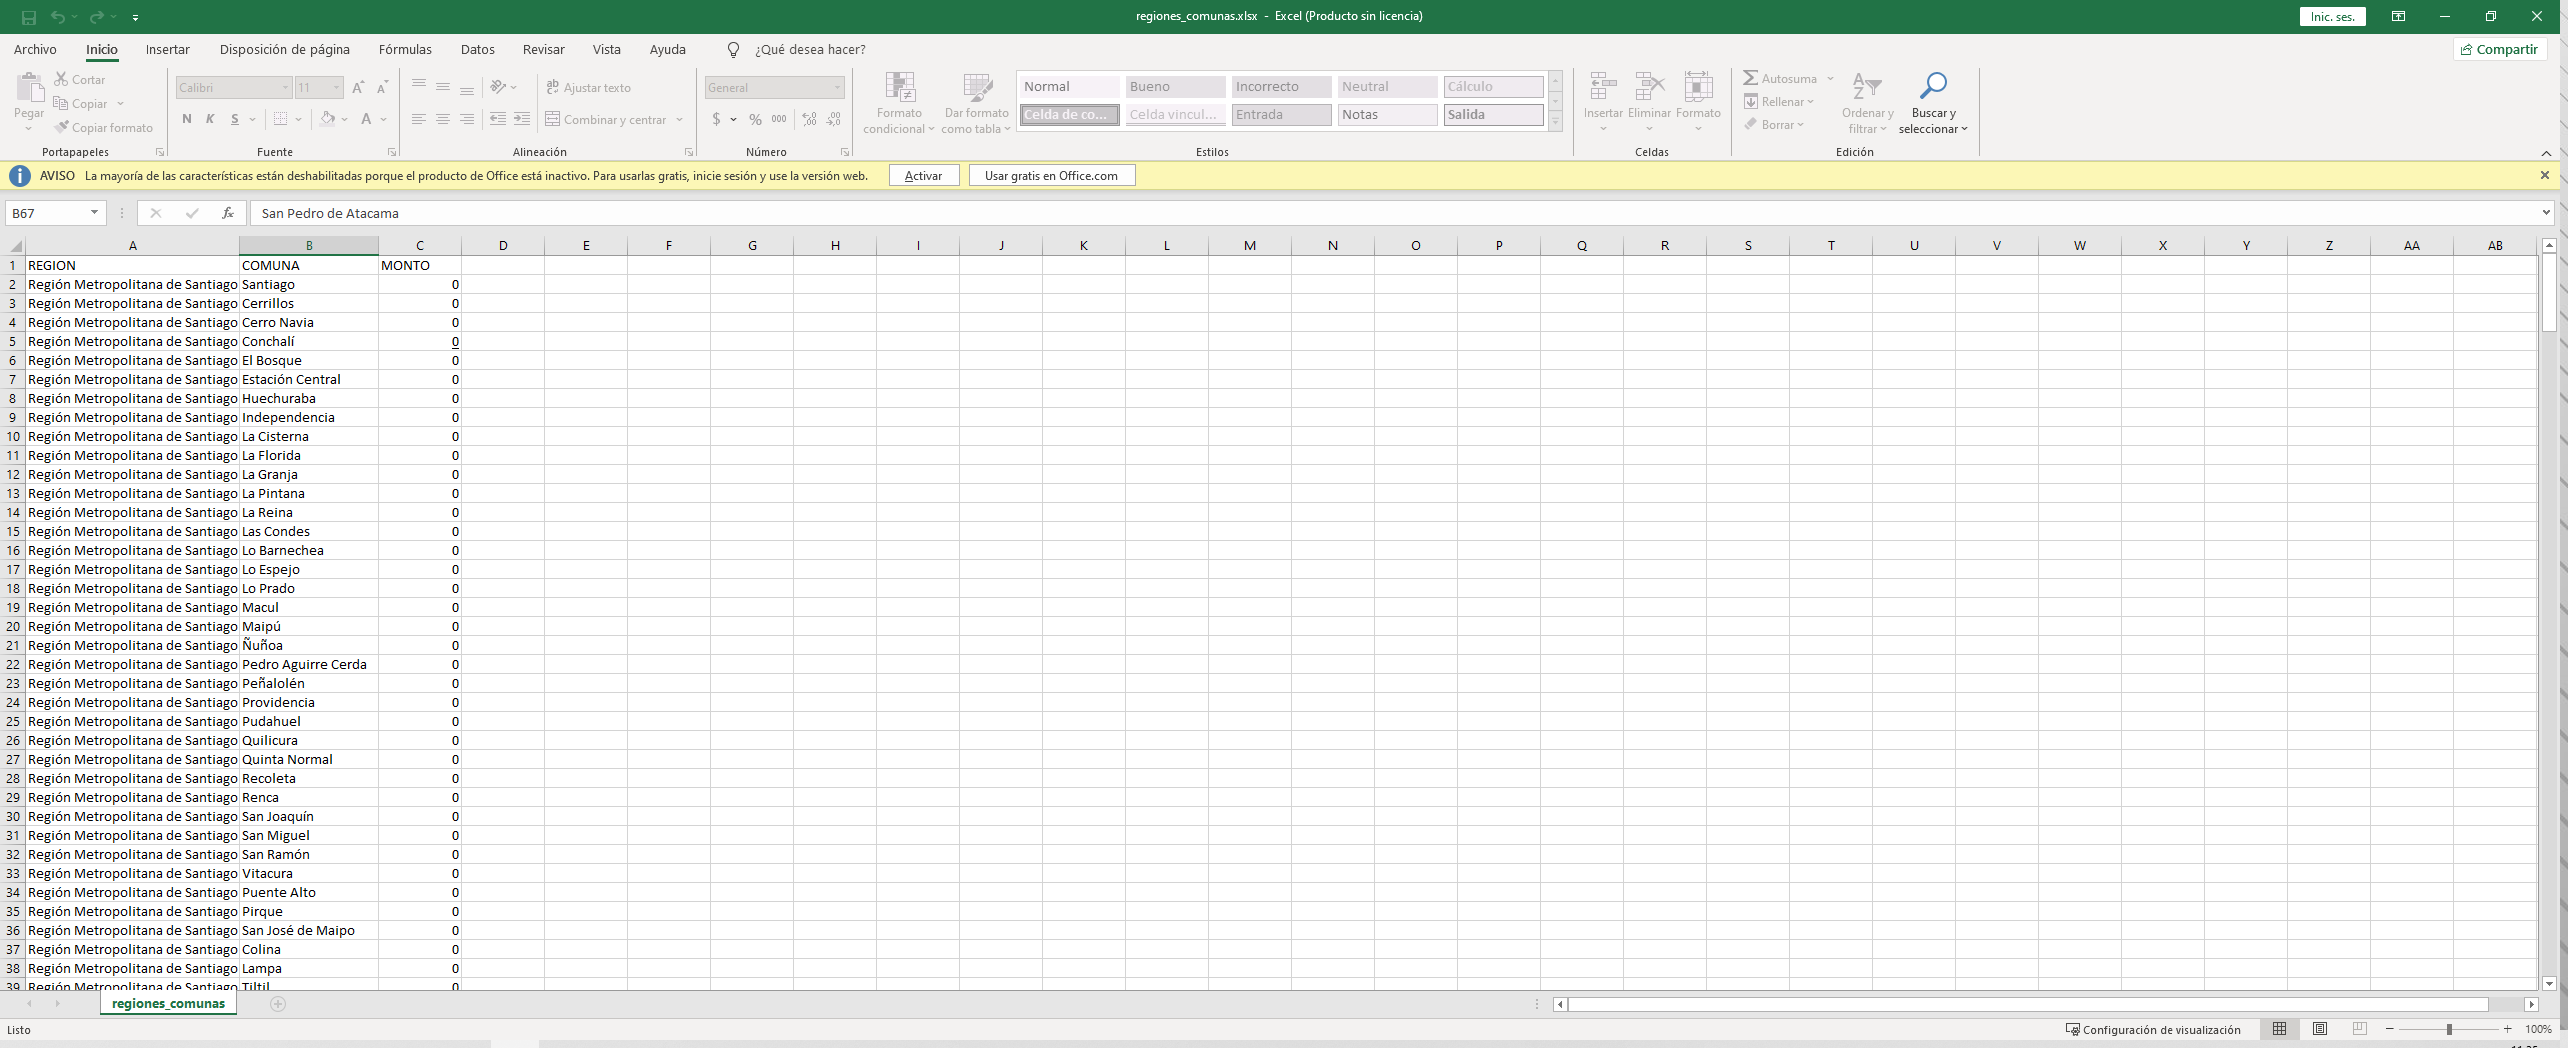 regiones_comunas.xlsx - Excel (Producto sin licencia)
Inic. ses.
Archivo Inicio Insertar Disposición de página Fórmulas Datos Revisar Vista Ayuda ¿Qué desea hacer? Compartir
Pegar
Cortar
Copiar
Copiar formato
Portapapeles
Calibri 11
N K S
Fuente
Ajustar texto
Combinar y centrar
Alineación
General
$ % 000
Número
Formato condicional
Dar formato como tabla
Normal Bueno Incorrecto Neutral Cálculo
Celda de co... Celda vincul... Entrada Notas Salida
Estilos
Insertar Eliminar Formato
Celdas
Autosuma
Rellenar
Borrar
Ordenar y filtrar
Buscar y seleccionar
Edición
AVISO La mayoría de las características están deshabilitadas porque el producto de Office está inactivo. Para usarlas gratis, inicie sesión y use la versión web. Activar Usar gratis en Office.com
B67 fx San Pedro de Atacama
A B C D E F G H I J K L M N O P Q R S T U V W X Y Z AA AB
1 REGION COMUNA MONTO
2 Región Metropolitana de Santiago Santiago 0
3 Región Metropolitana de Santiago Cerrillos 0
4 Región Metropolitana de Santiago Cerro Navia 0
5 Región Metropolitana de Santiago Conchalí 0
6 Región Metropolitana de Santiago El Bosque 0
7 Región Metropolitana de Santiago Estación Central 0
8 Región Metropolitana de Santiago Huechuraba 0
9 Región Metropolitana de Santiago Independencia 0
10 Región Metropolitana de Santiago La Cisterna 0
11 Región Metropolitana de Santiago La Florida 0
12 Región Metropolitana de Santiago La Granja 0
13 Región Metropolitana de Santiago La Pintana 0
14 Región Metropolitana de Santiago La Reina 0
15 Región Metropolitana de Santiago Las Condes 0
16 Región Metropolitana de Santiago Lo Barnechea 0
17 Región Metropolitana de Santiago Lo Espejo 0
18 Región Metropolitana de Santiago Lo Prado 0
19 Región Metropolitana de Santiago Macul 0
20 Región Metropolitana de Santiago Maipú 0
21 Región Metropolitana de Santiago Ñuñoa 0
22 Región Metropolitana de Santiago Pedro Aguirre Cerda 0
23 Región Metropolitana de Santiago Peñalolén 0
24 Región Metropolitana de Santiago Providencia 0
25 Región Metropolitana de Santiago Pudahuel 0
26 Región Metropolitana de Santiago Quilicura 0
27 Región Metropolitana de Santiago Quinta Normal 0
28 Región Metropolitana de Santiago Recoleta 0
29 Región Metropolitana de Santiago Renca 0
30 Región Metropolitana de Santiago San Joaquín 0
31 Región Metropolitana de Santiago San Miguel 0
32 Región Metropolitana de Santiago San Ramón 0
33 Región Metropolitana de Santiago Vitacura 0
34 Región Metropolitana de Santiago Puente Alto 0
35 Región Metropolitana de Santiago Pirque 0
36 Región Metropolitana de Santiago San José de Maipo 0
37 Región Metropolitana de Santiago Colina 0
38 Región Metropolitana de Santiago Lampa 0
39 Región Metropolitana de Santiago Tiltil 0
regiones_comunas
Listo Configuración de visualización 100%